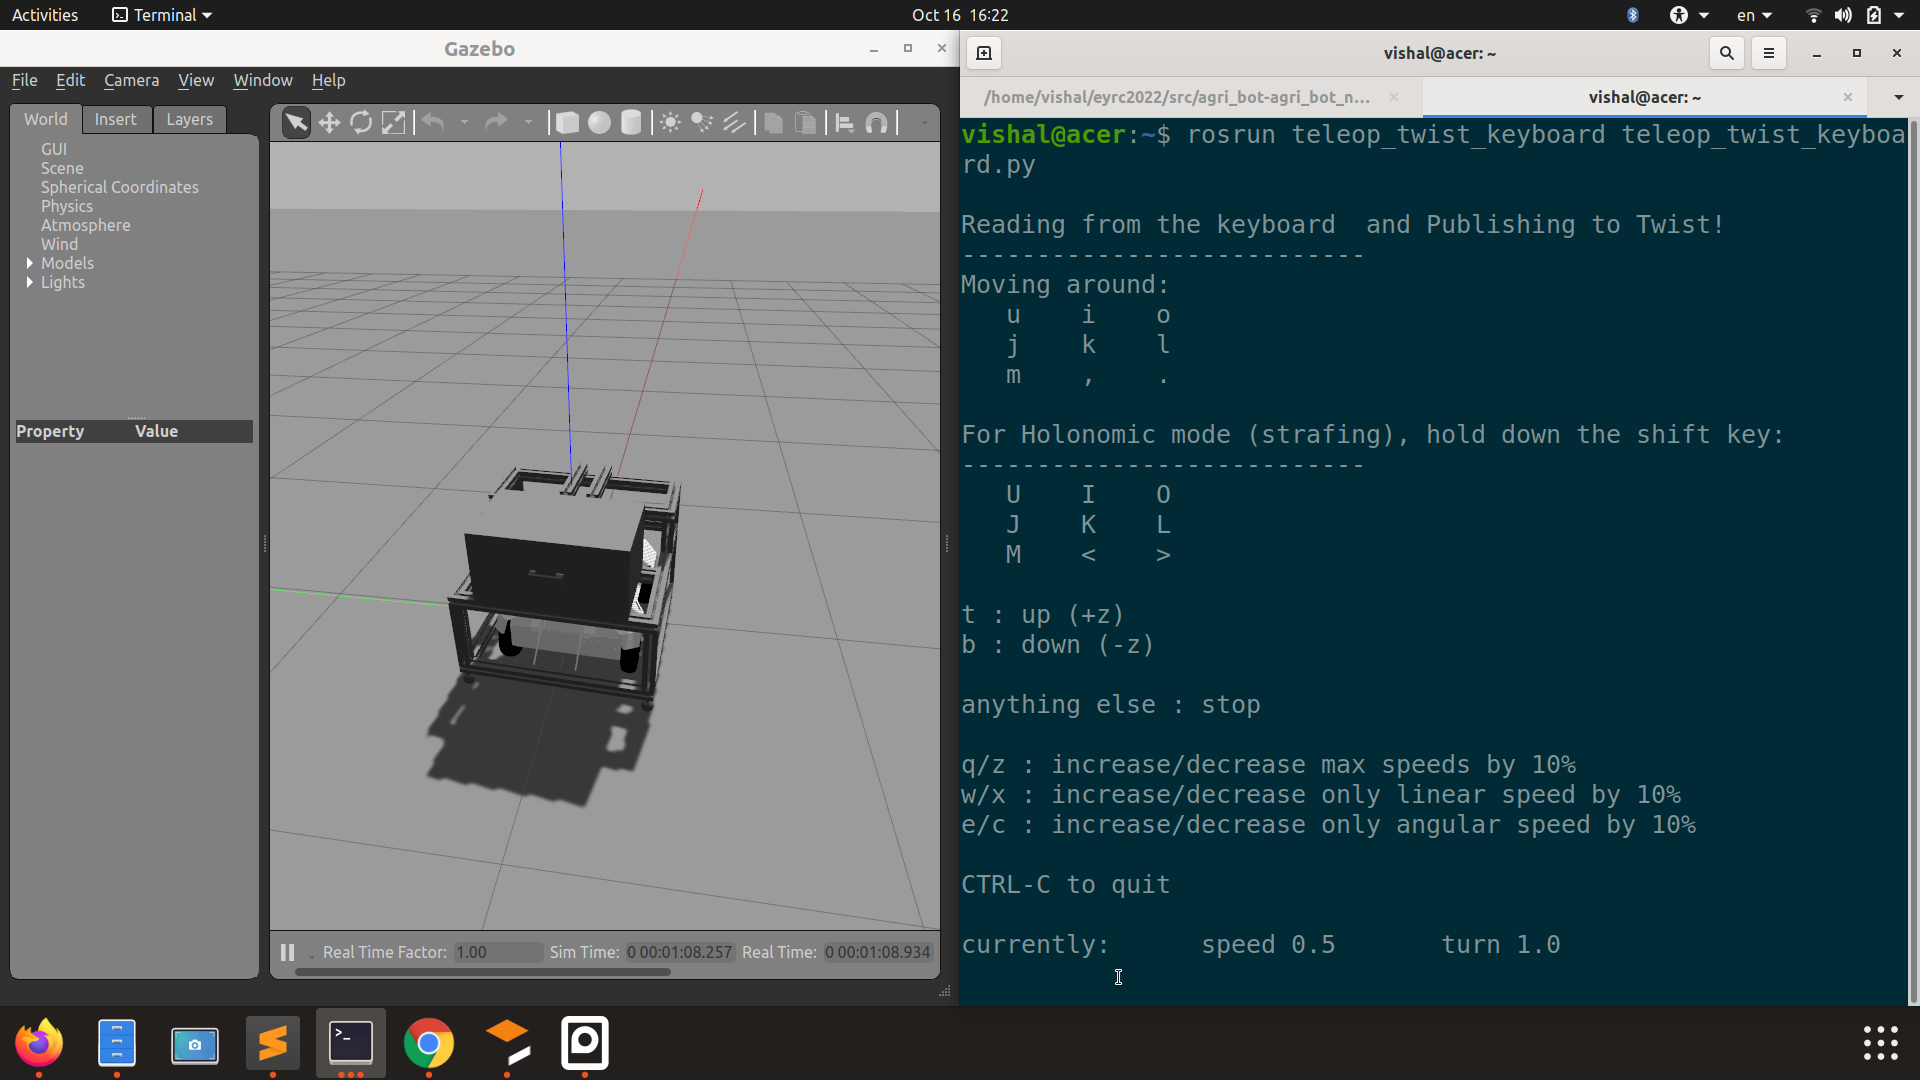 Activities Terminal Oct 16 16:22 en
Gazebo
File Edit Camera View Window Help
World Insert Layers
GUI
Scene
Spherical Coordinates
Physics
Atmosphere
Wind
Models
Lights
Property Value
Real Time Factor: 1.00 Sim Time: 0 00:01:08.257 Real Time: 0 00:01:08.934
vishal@acer: ~
/home/vishal/eyrc2022/src/agri_bot-agri_bot_n... vishal@acer: ~
vishal@acer:~$ rosrun teleop_twist_keyboard teleop_twist_keyboa
rd.py
Reading from the keyboard  and Publishing to Twist!
---------------------------
Moving around:
   u    i    o
   j    k    l
   m    ,    .
For Holonomic mode (strafing), hold down the shift key:
---------------------------
   U    I    O
   J    K    L
   M    <    >
t : up (+z)
b : down (-z)
anything else : stop
q/z : increase/decrease max speeds by 10%
w/x : increase/decrease only linear speed by 10%
e/c : increase/decrease only angular speed by 10%
CTRL-C to quit
currently:      speed 0.5       turn 1.0